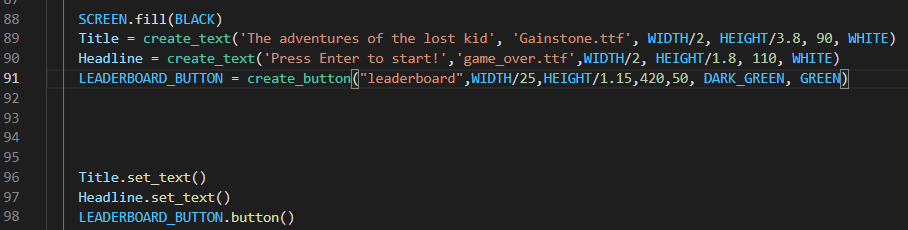 88 SCREEN.fill(BLACK)
89 Title = create_text('The adventures of the lost kid', 'Gainstone.ttf', WIDTH/2, HEIGHT/3.8, 90, WHITE)
90 Headline = create_text('Press Enter to start!','game_over.ttf',WIDTH/2, HEIGHT/1.8, 110, WHITE)
91 LEADERBOARD_BUTTON = create_button("leaderboard",WIDTH/25,HEIGHT/1.15,420,50, DARK_GREEN, GREEN)
92
93
94
95
96 Title.set_text()
97 Headline.set_text()
98 LEADERBOARD_BUTTON.button()